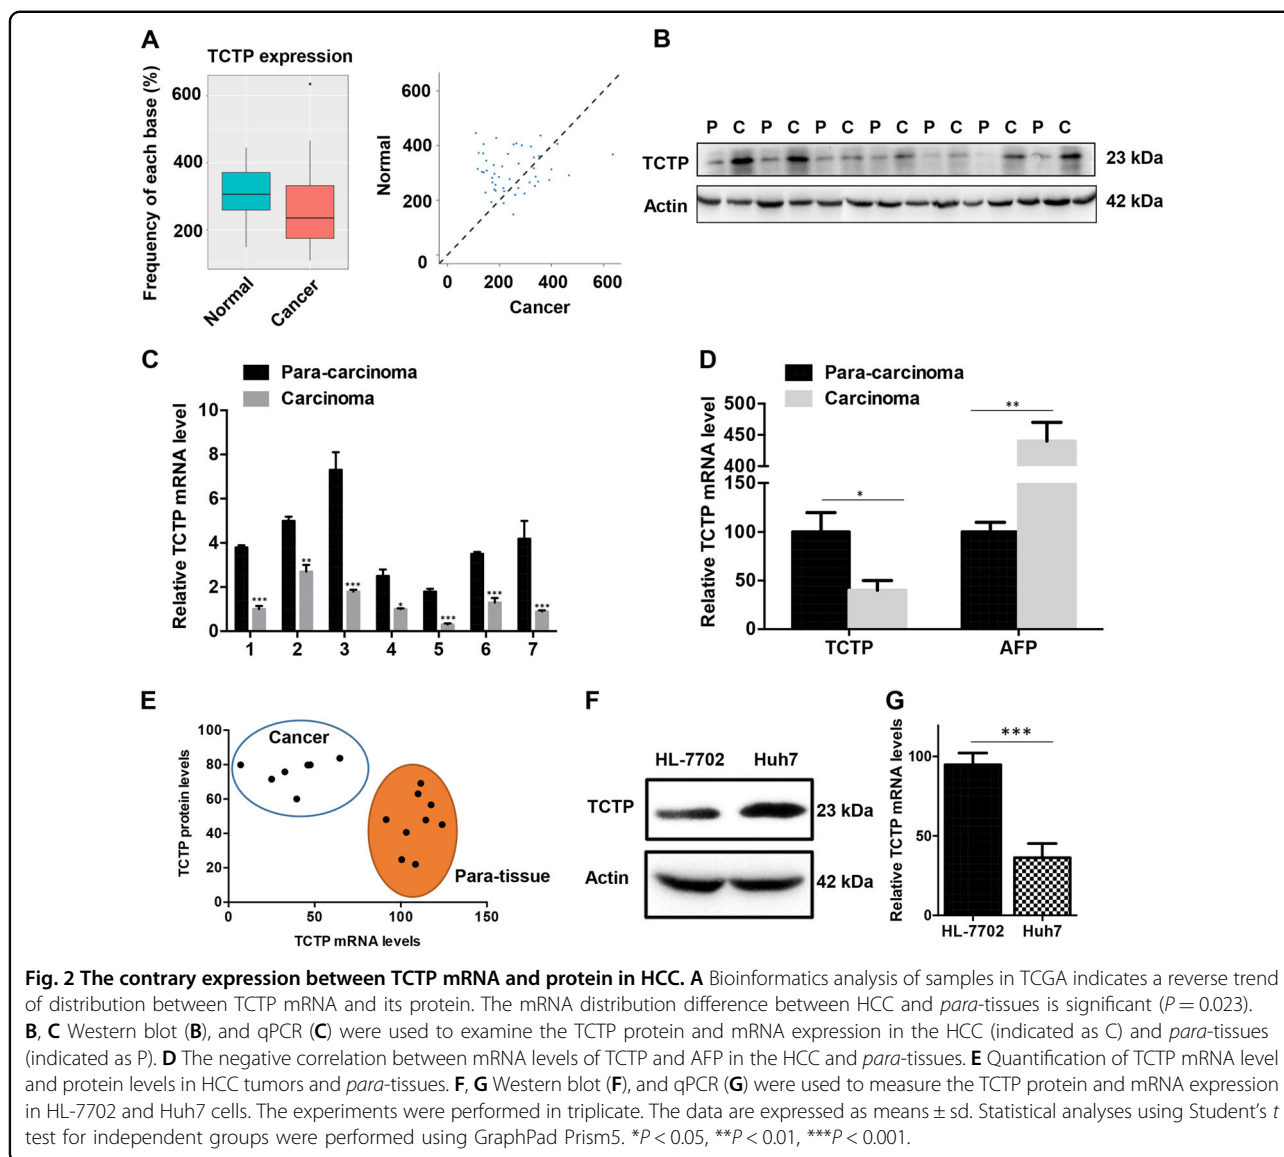 A
TCTP expression
Frequency of each base (%)
600
400
200
Normal
Cancer
Normal
600
400
200
0
0 200 400 600
Cancer
B
P C P C P C P C P C P C P C
TCTP
23 kDa
Actin
42 kDa
C
Para-carcinoma
Carcinoma
Relative TCTP mRNA level
10
8
6
4
2
0
*** ** *** * *** *** ***
1 2 3 4 5 6 7
D
Para-carcinoma
Carcinoma
Relative TCTP mRNA level
500
450
400
150
100
50
0
*
**
TCTP AFP
E
TCTP protein levels
100
80
60
40
20
0
Cancer
Para-tissue
0 50 100 150
TCTP mRNA levels
F
HL-7702 Huh7
TCTP
23 kDa
Actin
42 kDa
G
Relative TCTP mRNA levels
100
50
0
***
HL-7702 Huh7
Fig. 2 The contrary expression between TCTP mRNA and protein in HCC. A Bioinformatics analysis of samples in TCGA indicates a reverse trend
of distribution between TCTP mRNA and its protein. The mRNA distribution difference between HCC and para-tissues is significant (P = 0.023).
B, C Western blot (B), and qPCR (C) were used to examine the TCTP protein and mRNA expression in the HCC (indicated as C) and para-tissues
(indicated as P). D The negative correlation between mRNA levels of TCTP and AFP in the HCC and para-tissues. E Quantification of TCTP mRNA level
and protein levels in HCC tumors and para-tissues. F, G Western blot (F), and qPCR (G) were used to measure the TCTP protein and mRNA expression
in HL-7702 and Huh7 cells. The experiments were performed in triplicate. The data are expressed as means ± sd. Statistical analyses using Student's t
test for independent groups were performed using GraphPad Prism5. *P < 0.05, **P < 0.01, ***P < 0.001.